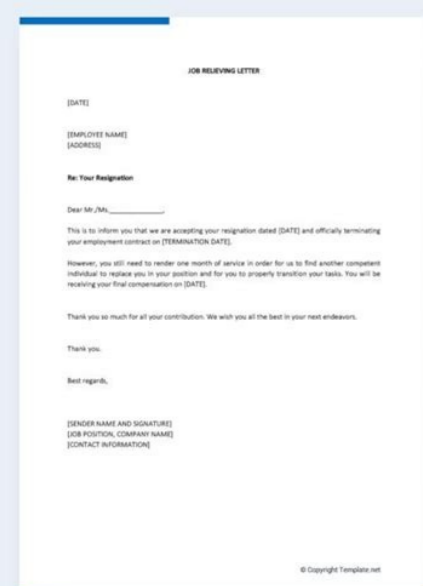 JOB RELIEVING LETTER
[DATE]
[EMPLOYEE NAME]
[ADDRESS]
Re: Your Resignation
Dear Mr./Ms.______________,
This is to inform you that we are accepting your resignation dated [DATE] and officially terminating
your employment contract on [TERMINATION DATE].
However, you still need to render one month of service in order for us to find another competent
individual to replace you in your position and for you to properly transition your tasks. You will be
receiving your final compensation on [DATE].
Thank you so much for all your contribution. We wish you all the best in your next endeavors.
Thank you.
Best regards,
[SENDER NAME AND SIGNATURE]
[JOB POSITION, COMPANY NAME]
[CONTACT INFORMATION]
© Copyright Template.net